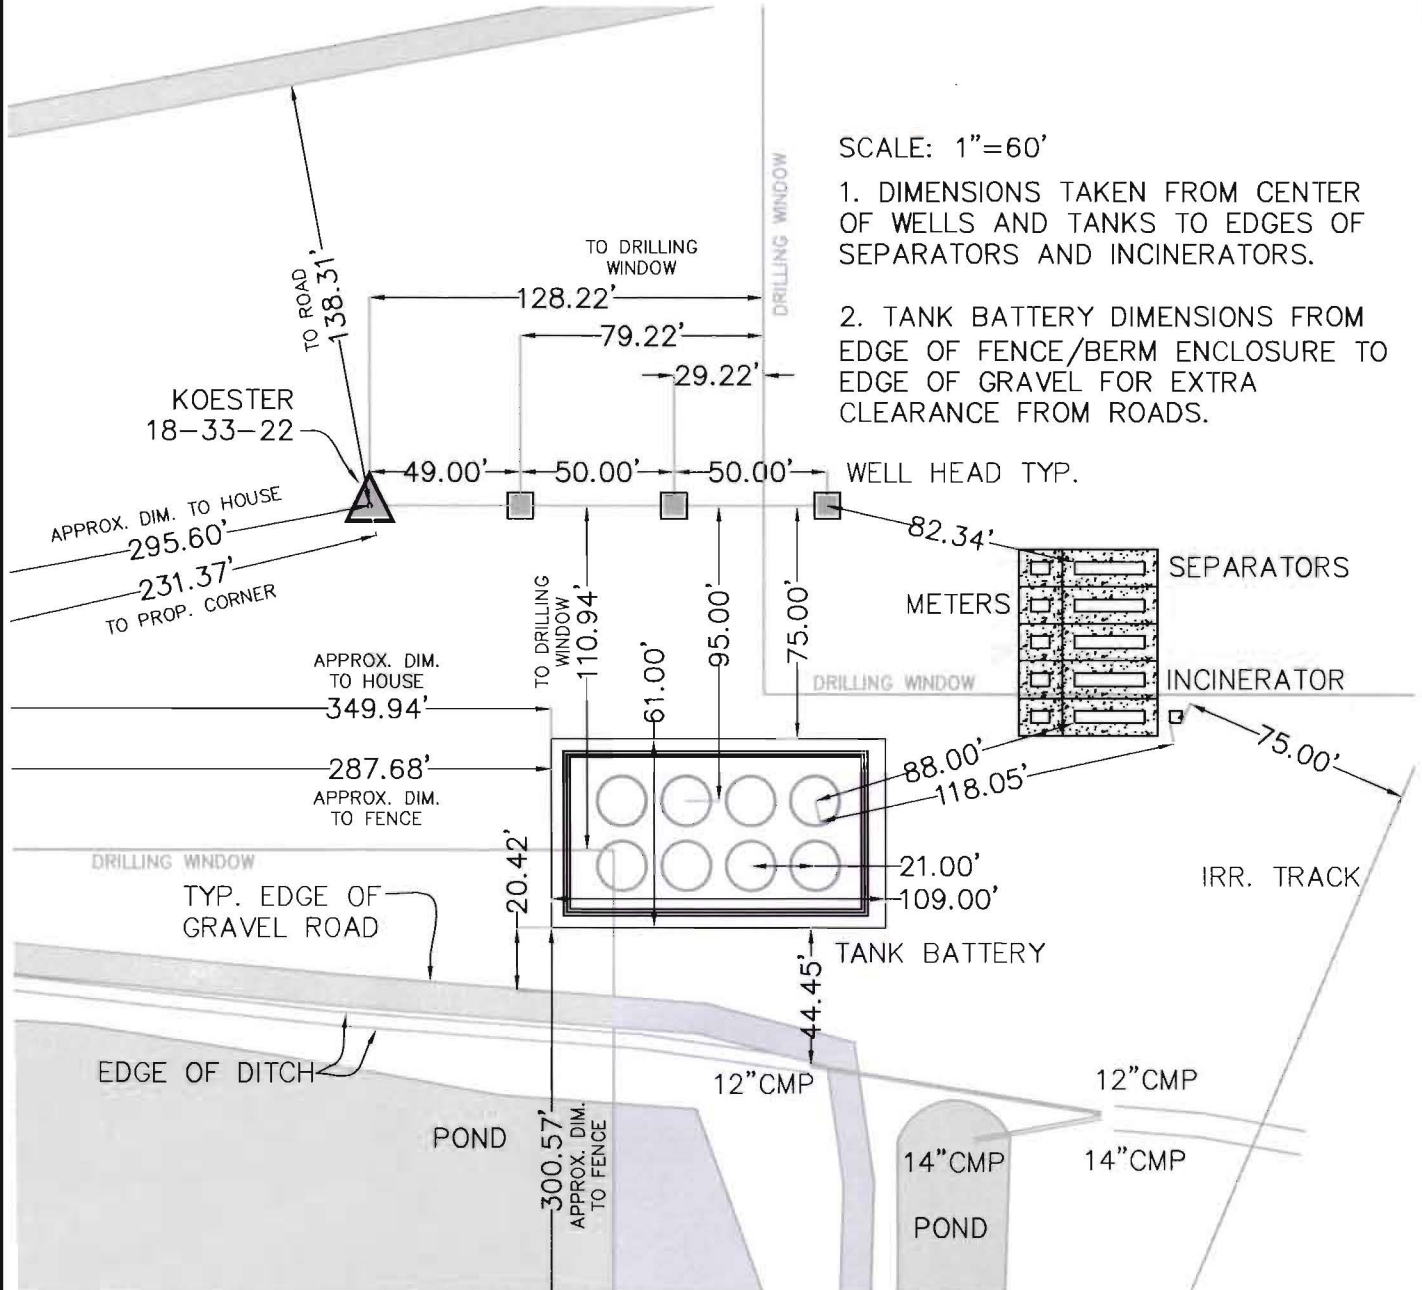 SCALE: 1"=60'
1. DIMENSIONS TAKEN FROM CENTER
OF WELLS AND TANKS TO EDGES OF
SEPARATORS AND INCINERATORS.
2. TANK BATTERY DIMENSIONS FROM
EDGE OF FENCE/BERM ENCLOSURE TO
EDGE OF GRAVEL FOR EXTRA
CLEARANCE FROM ROADS.
DRILLING WINDOW
TO DRILLING
WINDOW
128.22'
79.22'
29.22'
TO ROAD
138.31'
KOESTER
18-33-22
49.00'
50.00'
50.00'
WELL HEAD TYP.
APPROX. DIM. TO HOUSE
295.60'
231.37'
TO PROP. CORNER
82.34'
SEPARATORS
METERS
INCINERATOR
TO DRILLING
WINDOW
110.94'
95.00'
75.00'
61.00'
APPROX. DIM.
TO HOUSE
349.94'
DRILLING WINDOW
287.68'
APPROX. DIM.
TO FENCE
88.00'
118.05'
75.00'
DRILLING WINDOW
20.42'
21.00'
109.00'
IRR. TRACK
TYP. EDGE OF
GRAVEL ROAD
TANK BATTERY
44.45'
EDGE OF DITCH
12"CMP
12"CMP
300.57'
APPROX. DIM.
TO FENCE
POND
14"CMP
14"CMP
POND